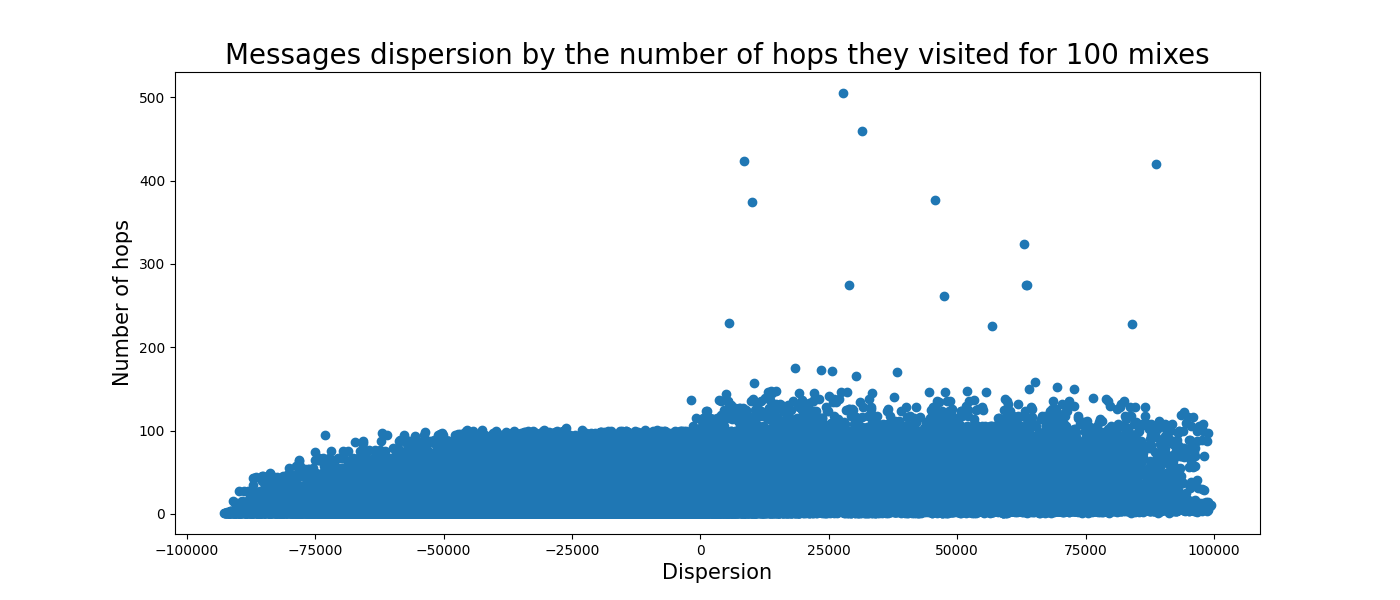 Messages dispersion by the number of hops they visited for 100 mixes
500
400
300
200
100
0
Number of hops
−100000 −75000 −50000 −25000 0 25000 50000 75000 100000
Dispersion